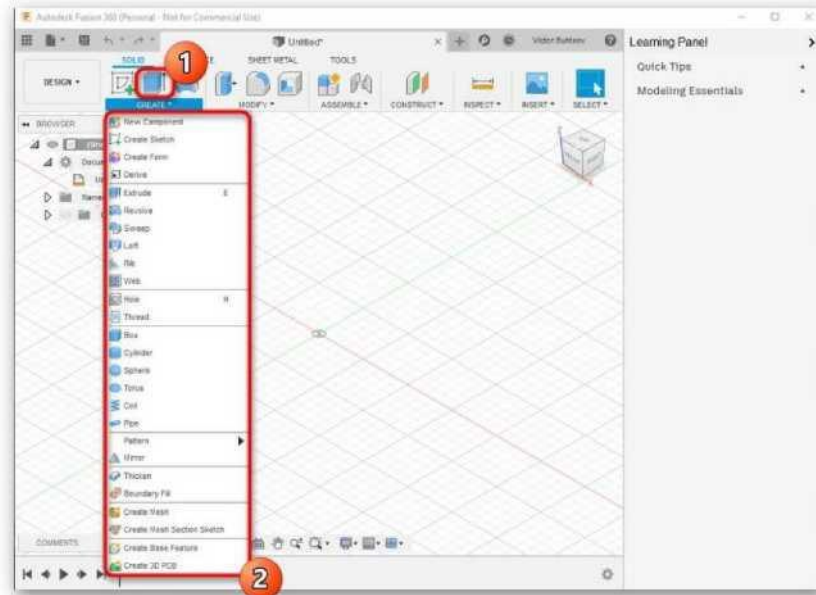 Autodesk Fusion 360 (Personal - Not for Commercial Use)
Untitled*
Learning Panel
1
SOLID
SHEET METAL
TOOLS
Quick Tips
Modeling Essentials
DESIGN
CREATE
MODIFY
ASSEMBLE
CONSTRUCT
INSPECT
INSERT
SELECT
BROWSER
New Component
Create Sketch
Create Form
Derive
Extrude E
Revolve
Sweep
Loft
Rib
Web
Hole H
Thread
Box
Cylinder
Sphere
Torus
Coil
Pipe
Pattern
Mirror
Thicken
Boundary Fill
Create Mesh
Create Mesh Section Sketch
Create Base Feature
Create 3D PCB
COMMENTS
2